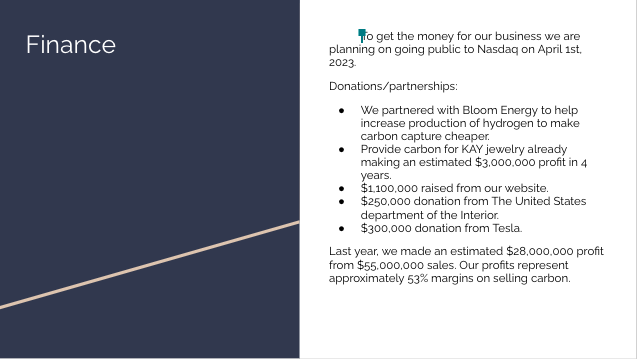 Finance
To get the money for our business we are
planning on going public to Nasdaq on April 1st,
2023.
Donations/partnerships:
● We partnered with Bloom Energy to help
increase production of hydrogen to make
carbon capture cheaper.
● Provide carbon for KAY jewelry already
making an estimated $3,000,000 profit in 4
years.
● $1,100,000 raised from our website.
● $250,000 donation from The United States
department of the Interior.
● $300,000 donation from Tesla.
Last year, we made an estimated $28,000,000 profit
from $55,000,000 sales. Our profits represent
approximately 53% margins on selling carbon.